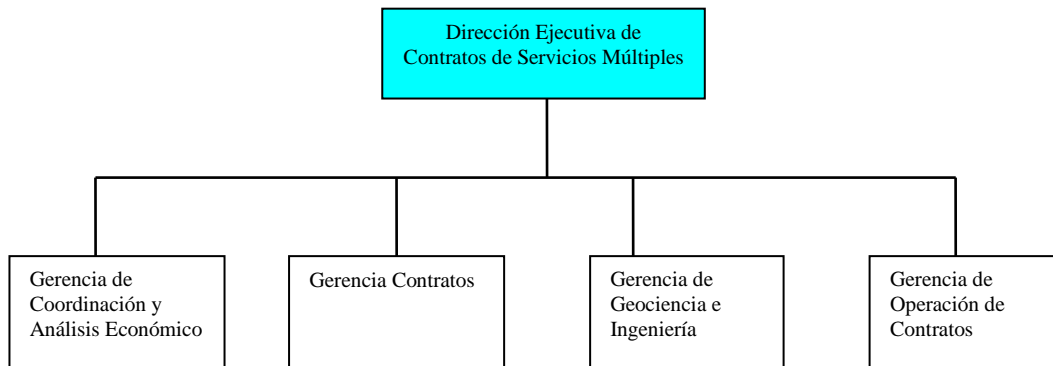 Dirección Ejecutiva de
Contratos de Servicios Múltiples
Gerencia de
Coordinación y
Análisis Económico
Gerencia Contratos
Gerencia de
Geociencia e
Ingeniería
Gerencia de
Operación de
Contratos